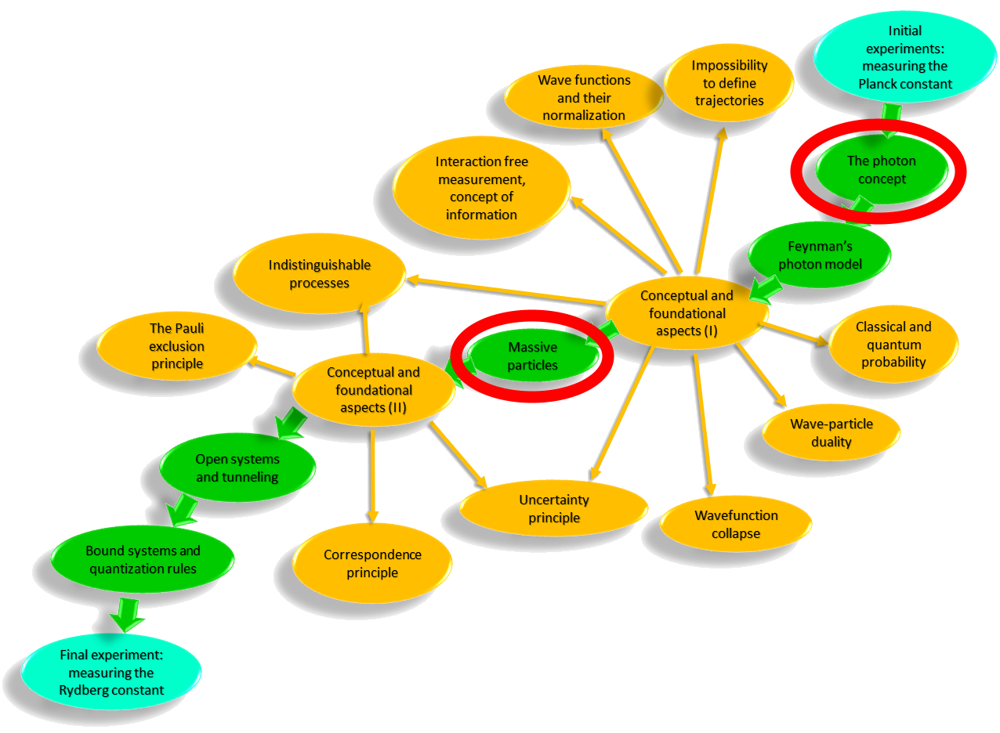 Initial
experiments:
measuring the
Planck constant
Impossibility
to define
trajectories
Wave functions
and their
normalization
The photon
concept
Interaction free
measurement,
concept of
information
Feynman’s
photon model
Indistinguishable
processes
Conceptual and
foundational
aspects (I)
Classical and
quantum
probability
The Pauli
exclusion
principle
Massive
particles
Conceptual and
foundational
aspects (II)
Wave-particle
duality
Open systems
and tunneling
Uncertainty
principle
Wavefunction
collapse
Bound systems and
quantization rules
Correspondence
principle
Final experiment:
measuring the
Rydberg constant